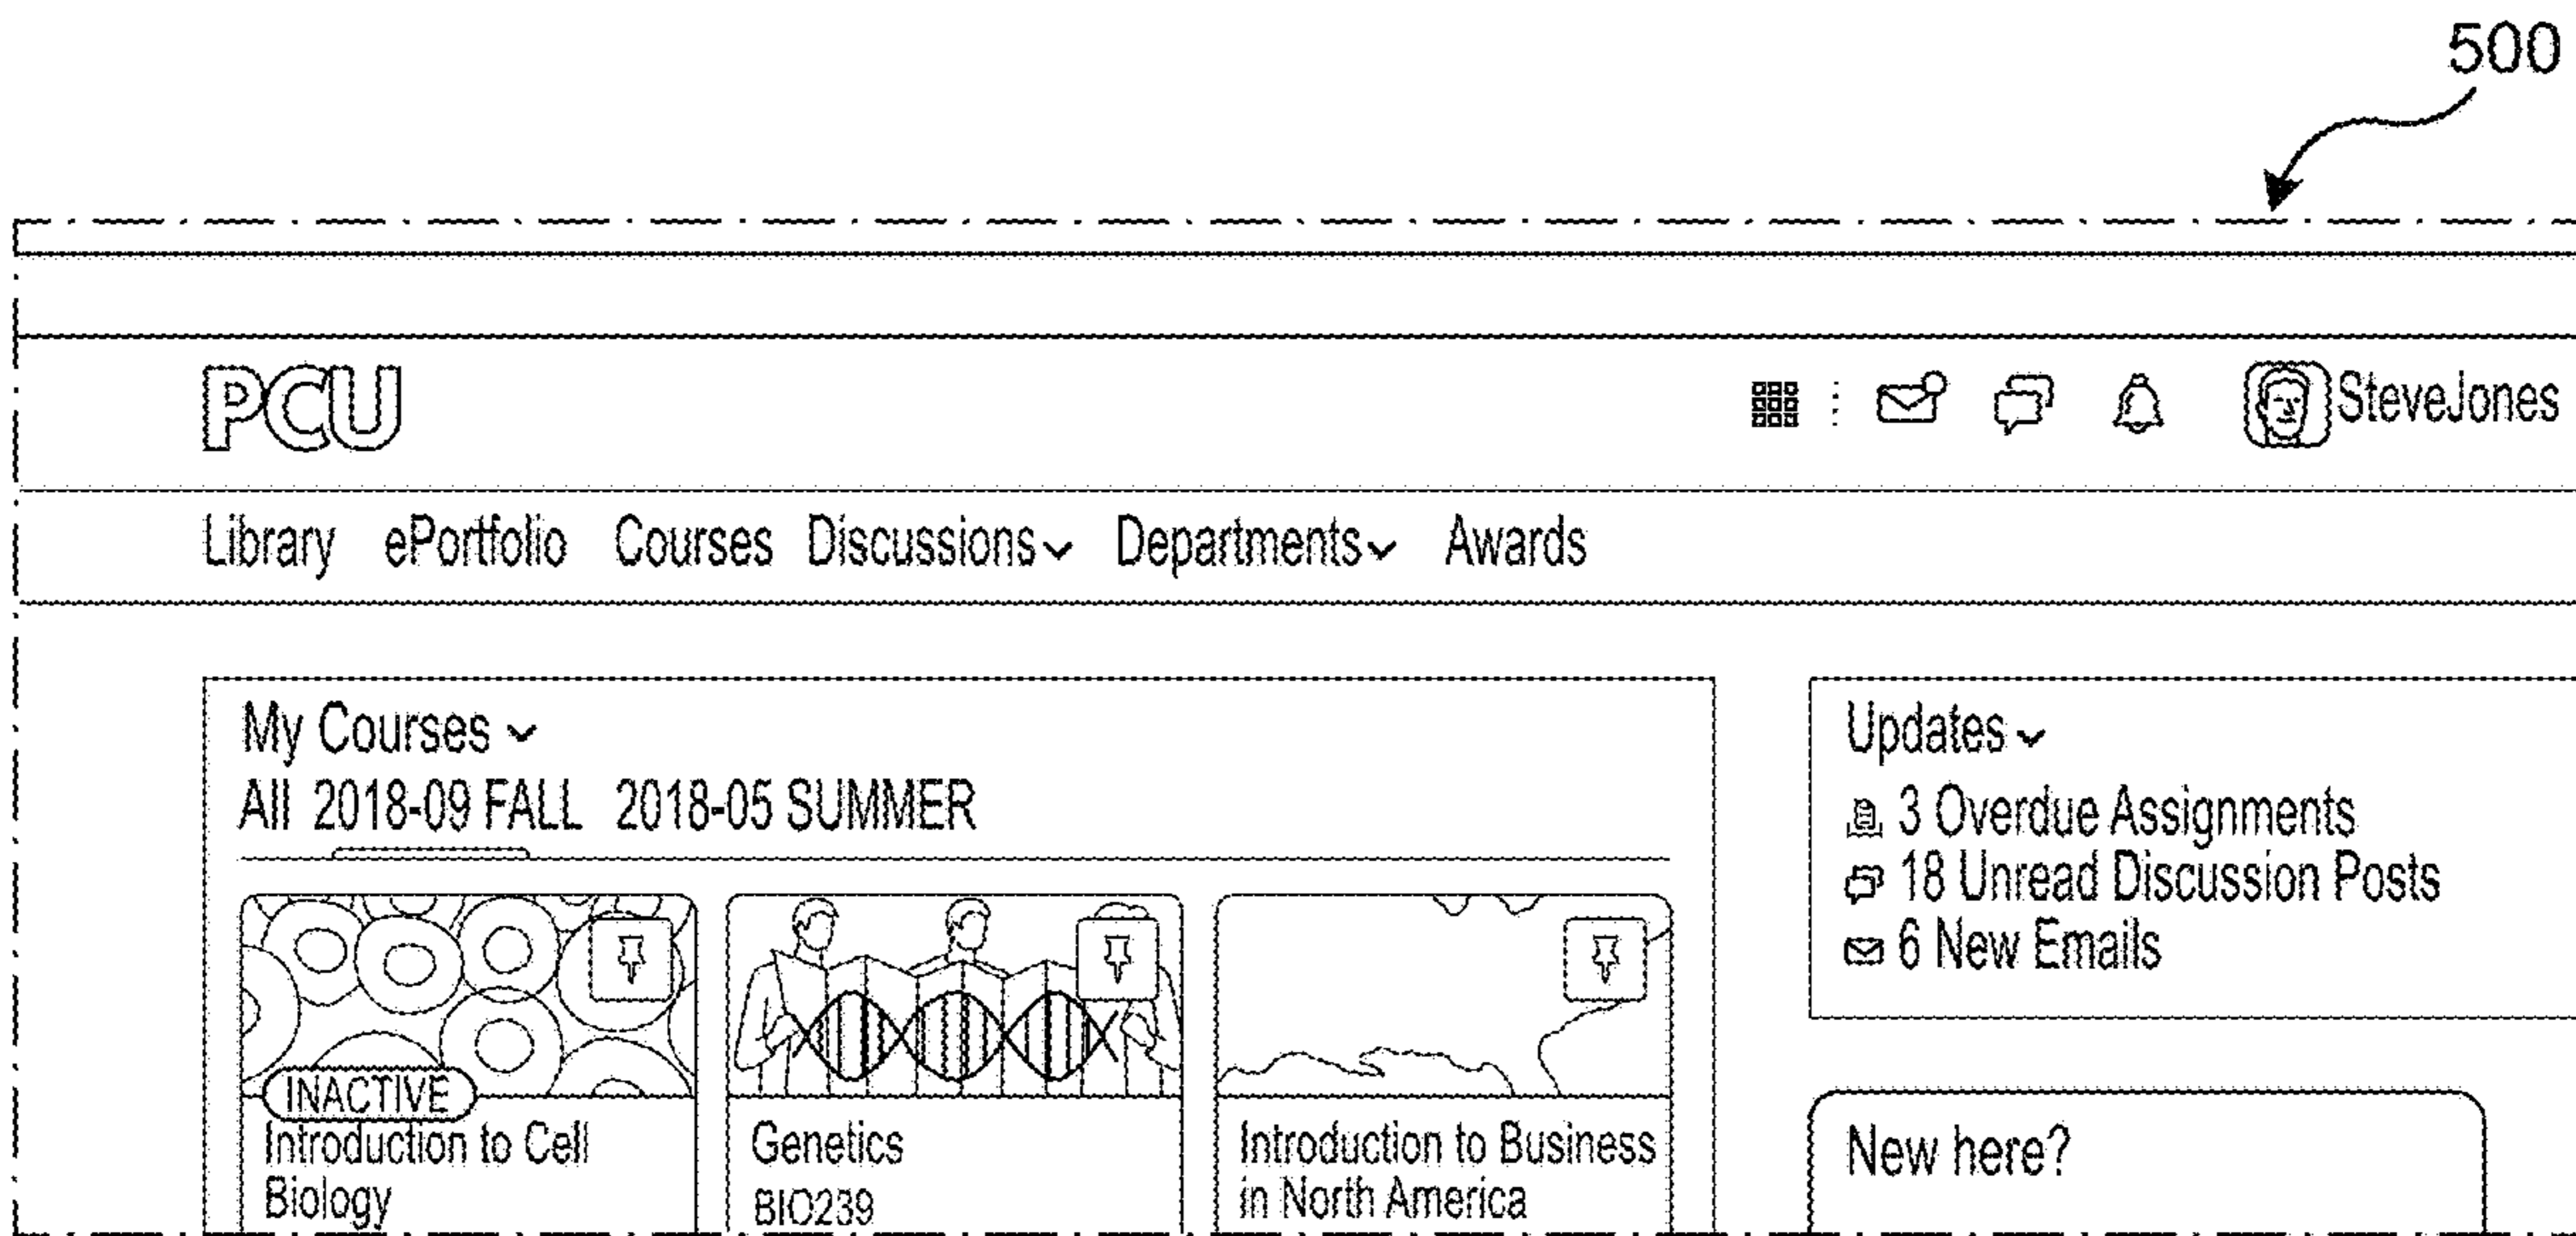 500
PCU
SteveJones
Library ePortfolio Courses Discussions Departments Awards
My Courses
All 2018-09 FALL 2018-05 SUMMER
INACTIVE
Introduction to Cell
Biology
Genetics
BIO239
Introduction to Business
in North America
Updates
3 Overdue Assignments
18 Unread Discussion Posts
6 New Emails
New here?